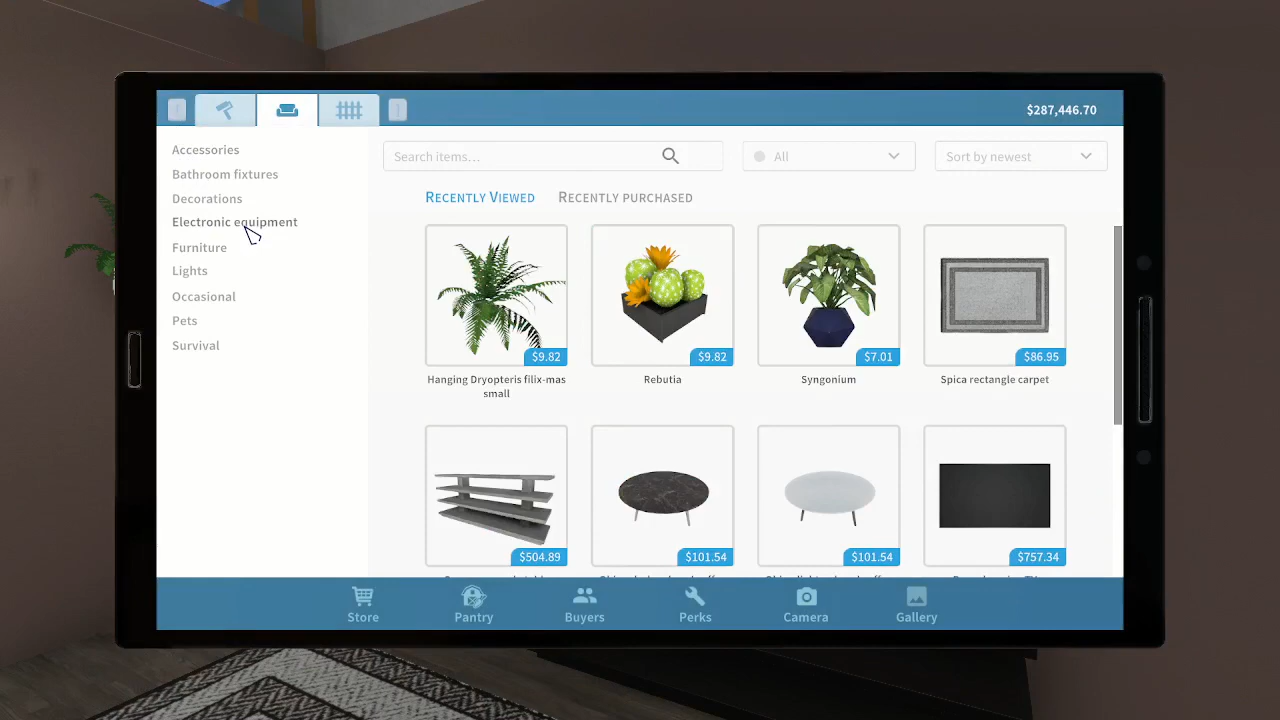 $287,446.70
Accessories
Bathroom fixtures
Decorations
Electronic equipment
Furniture
Lights
Occasional
Pets
Survival
Search items...
All
Sort by newest
RECENTLY VIEWED
RECENTLY PURCHASED
$9.82
$9.82
$7.01
$86.95
Hanging Dryopteris filix-mas
small
Rebutia
Syngonium
Spica rectangle carpet
$504.89
$101.54
$101.54
$757.34
Store
Pantry
Buyers
Perks
Camera
Gallery